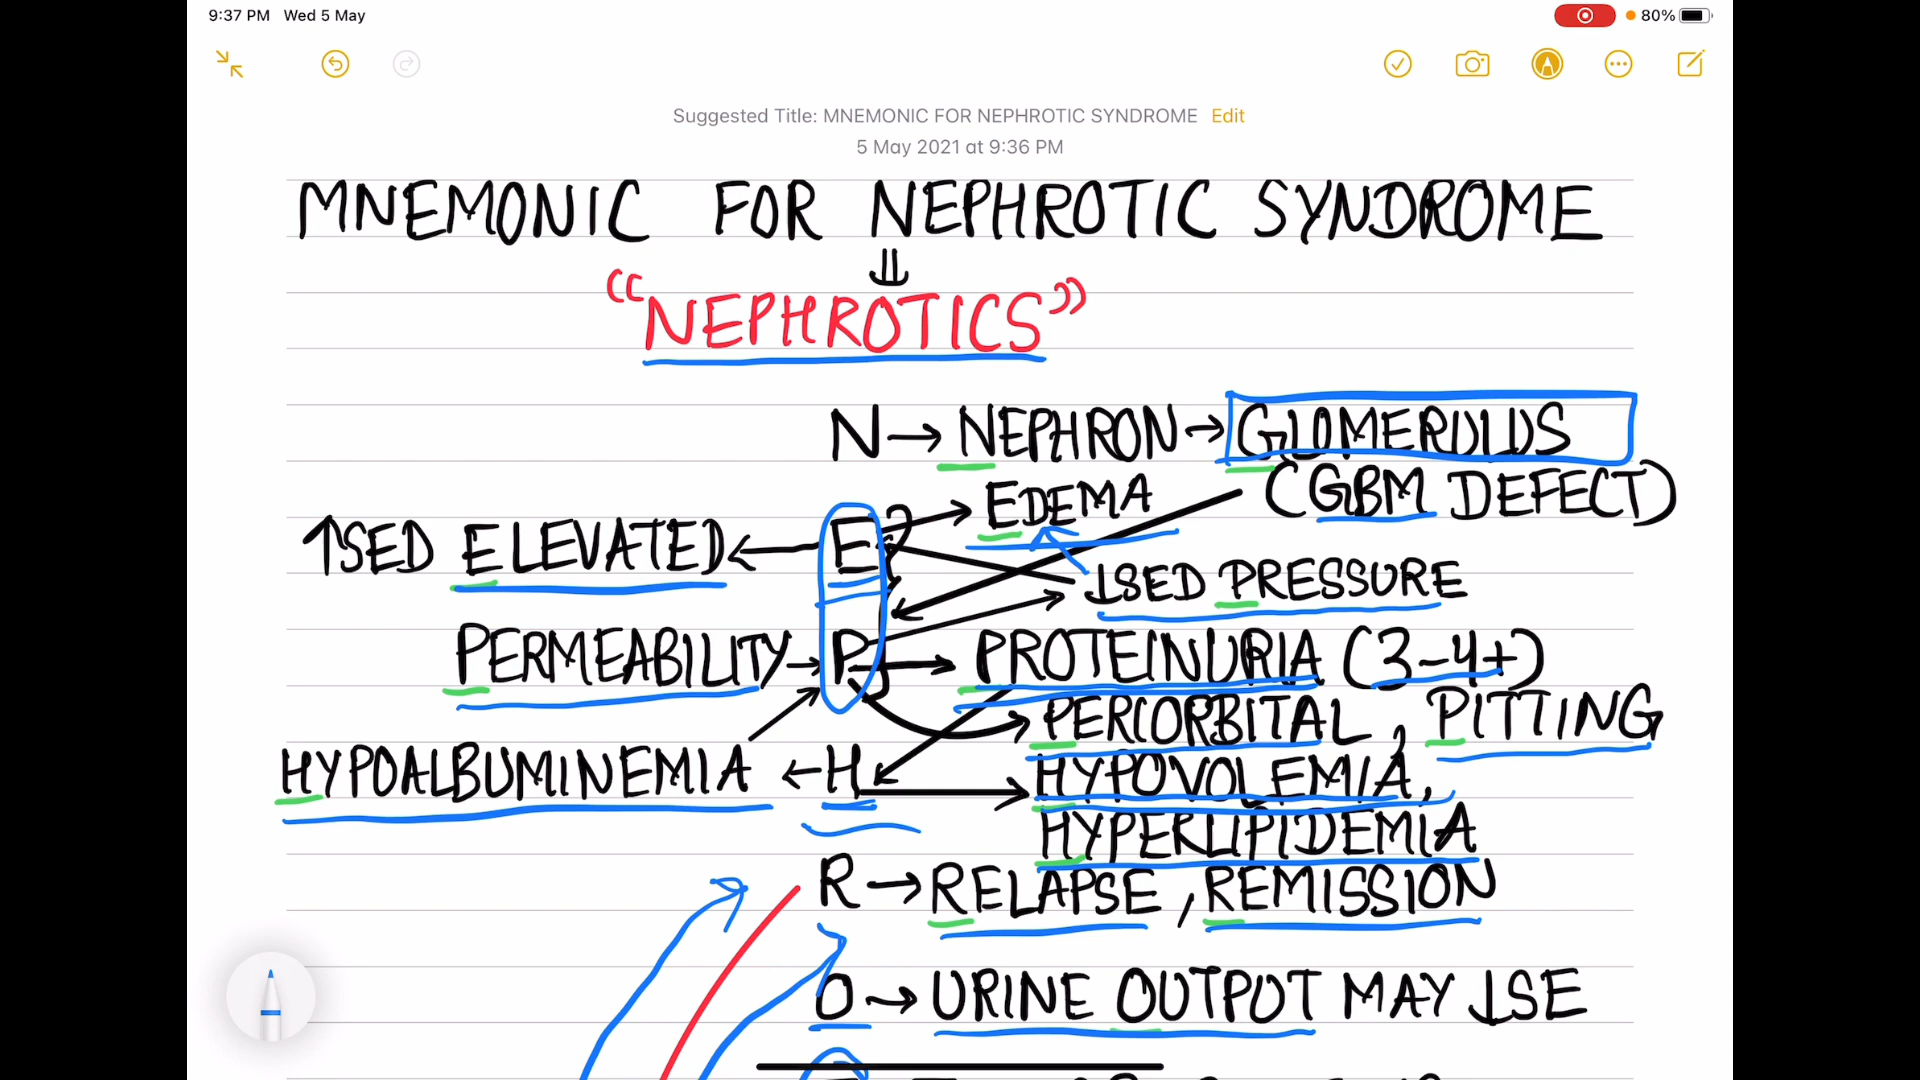 9:37 PM Wed 5 May 80%
Suggested Title: MNEMONIC FOR NEPHROTIC SYNDROME Edit
5 May 2021 at 9:36 PM
MNEMONIC FOR NEPHROTIC SYNDROME
⇓
"NEPHROTICS"
N → NEPHRON → GLOMERULUS
(GBM DEFECT)
↑SED ELEVATED ← E → EDEMA
↓SED PRESSURE
PERMEABILITY → P → PROTEINURIA (3-4+)
PERIORBITAL, PITTING
HYPOALBUMINEMIA ← H → HYPOVOLEMIA,
HYPERLIPIDEMIA
R → RELAPSE, REMISSION
O → URINE OUTPUT MAY ↓SE